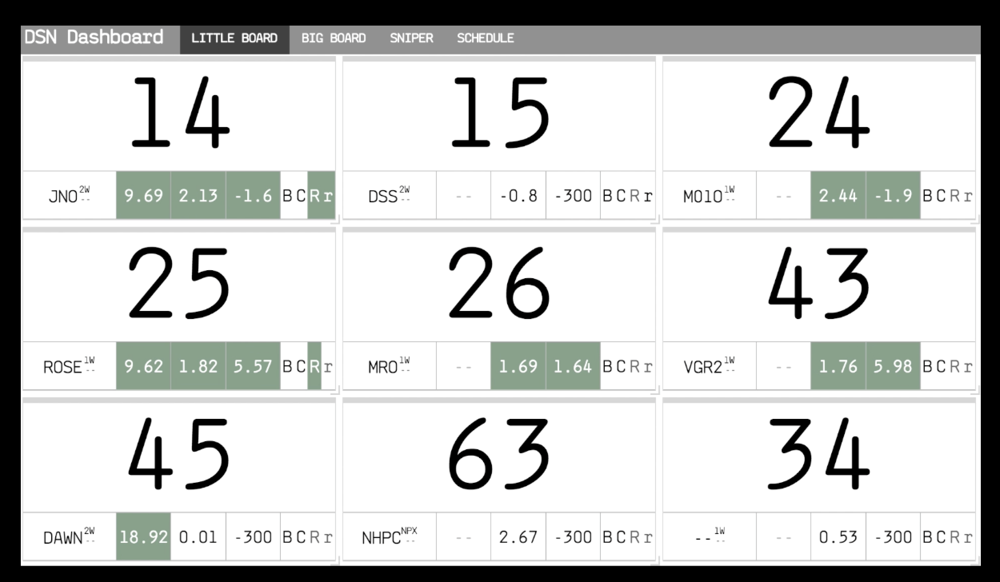 DSN Dashboard LITTLE BOARD BIG BOARD SNIPER SCHEDULE
14 15 24
JNO 2W -- 9.69 2.13 -1.6 B C R r DSS 2W -- -- -0.8 -300 B C R r MO10 1W -- -- 2.44 -1.9 B C R r
25 26 43
ROSE 1W -- 9.62 1.82 5.57 B C R r MRO 1W -- -- 1.69 1.64 B C R r VGR2 1W -- -- 1.76 5.98 B C R r
45 63 34
DAWN 2W -- 18.92 0.01 -300 B C R r NHPC NPX -- -- 2.67 -300 B C R r -- 1W -- -- 0.53 -300 B C R r